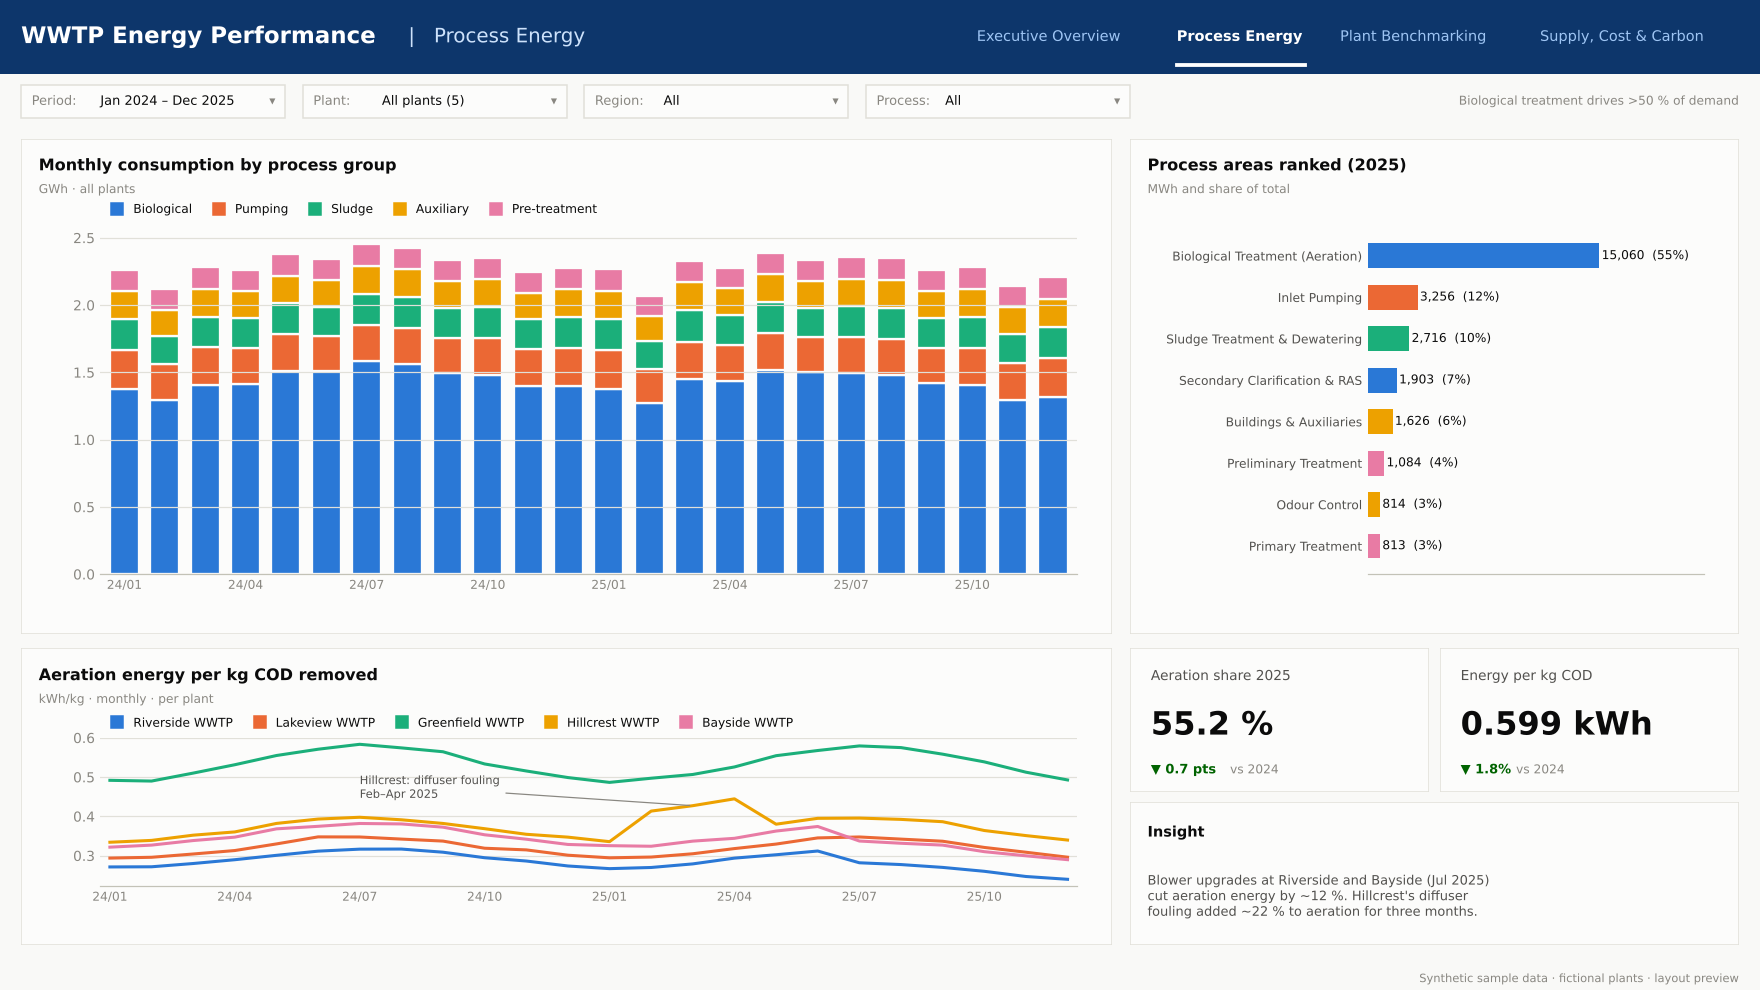 WWTP Energy Performance | Process Energy
Executive Overview Process Energy Plant Benchmarking Supply, Cost & Carbon
Period: Jan 2024 – Dec 2025 ▾ Plant: All plants (5) ▾ Region: All ▾ Process: All ▾ Biological treatment drives >50 % of demand
Monthly consumption by process group
GWh · all plants
Biological Pumping Sludge Auxiliary Pre-treatment
2.5
2.0
1.5
1.0
0.5
0.0
24/01 24/04 24/07 24/10 25/01 25/04 25/07 25/10
Process areas ranked (2025)
MWh and share of total
Biological Treatment (Aeration) 15,060 (55%)
Inlet Pumping 3,256 (12%)
Sludge Treatment & Dewatering 2,716 (10%)
Secondary Clarification & RAS 1,903 (7%)
Buildings & Auxiliaries 1,626 (6%)
Preliminary Treatment 1,084 (4%)
Odour Control 814 (3%)
Primary Treatment 813 (3%)
Aeration energy per kg COD removed
kWh/kg · monthly · per plant
Riverside WWTP Lakeview WWTP Greenfield WWTP Hillcrest WWTP Bayside WWTP
0.6
0.5
0.4
0.3
Hillcrest: diffuser fouling
Feb–Apr 2025
24/01 24/04 24/07 24/10 25/01 25/04 25/07 25/10
Aeration share 2025
55.2 %
▼ 0.7 pts vs 2024
Energy per kg COD
0.599 kWh
▼ 1.8% vs 2024
Insight
Blower upgrades at Riverside and Bayside (Jul 2025)
cut aeration energy by ~12 %. Hillcrest's diffuser
fouling added ~22 % to aeration for three months.
Synthetic sample data · fictional plants · layout preview